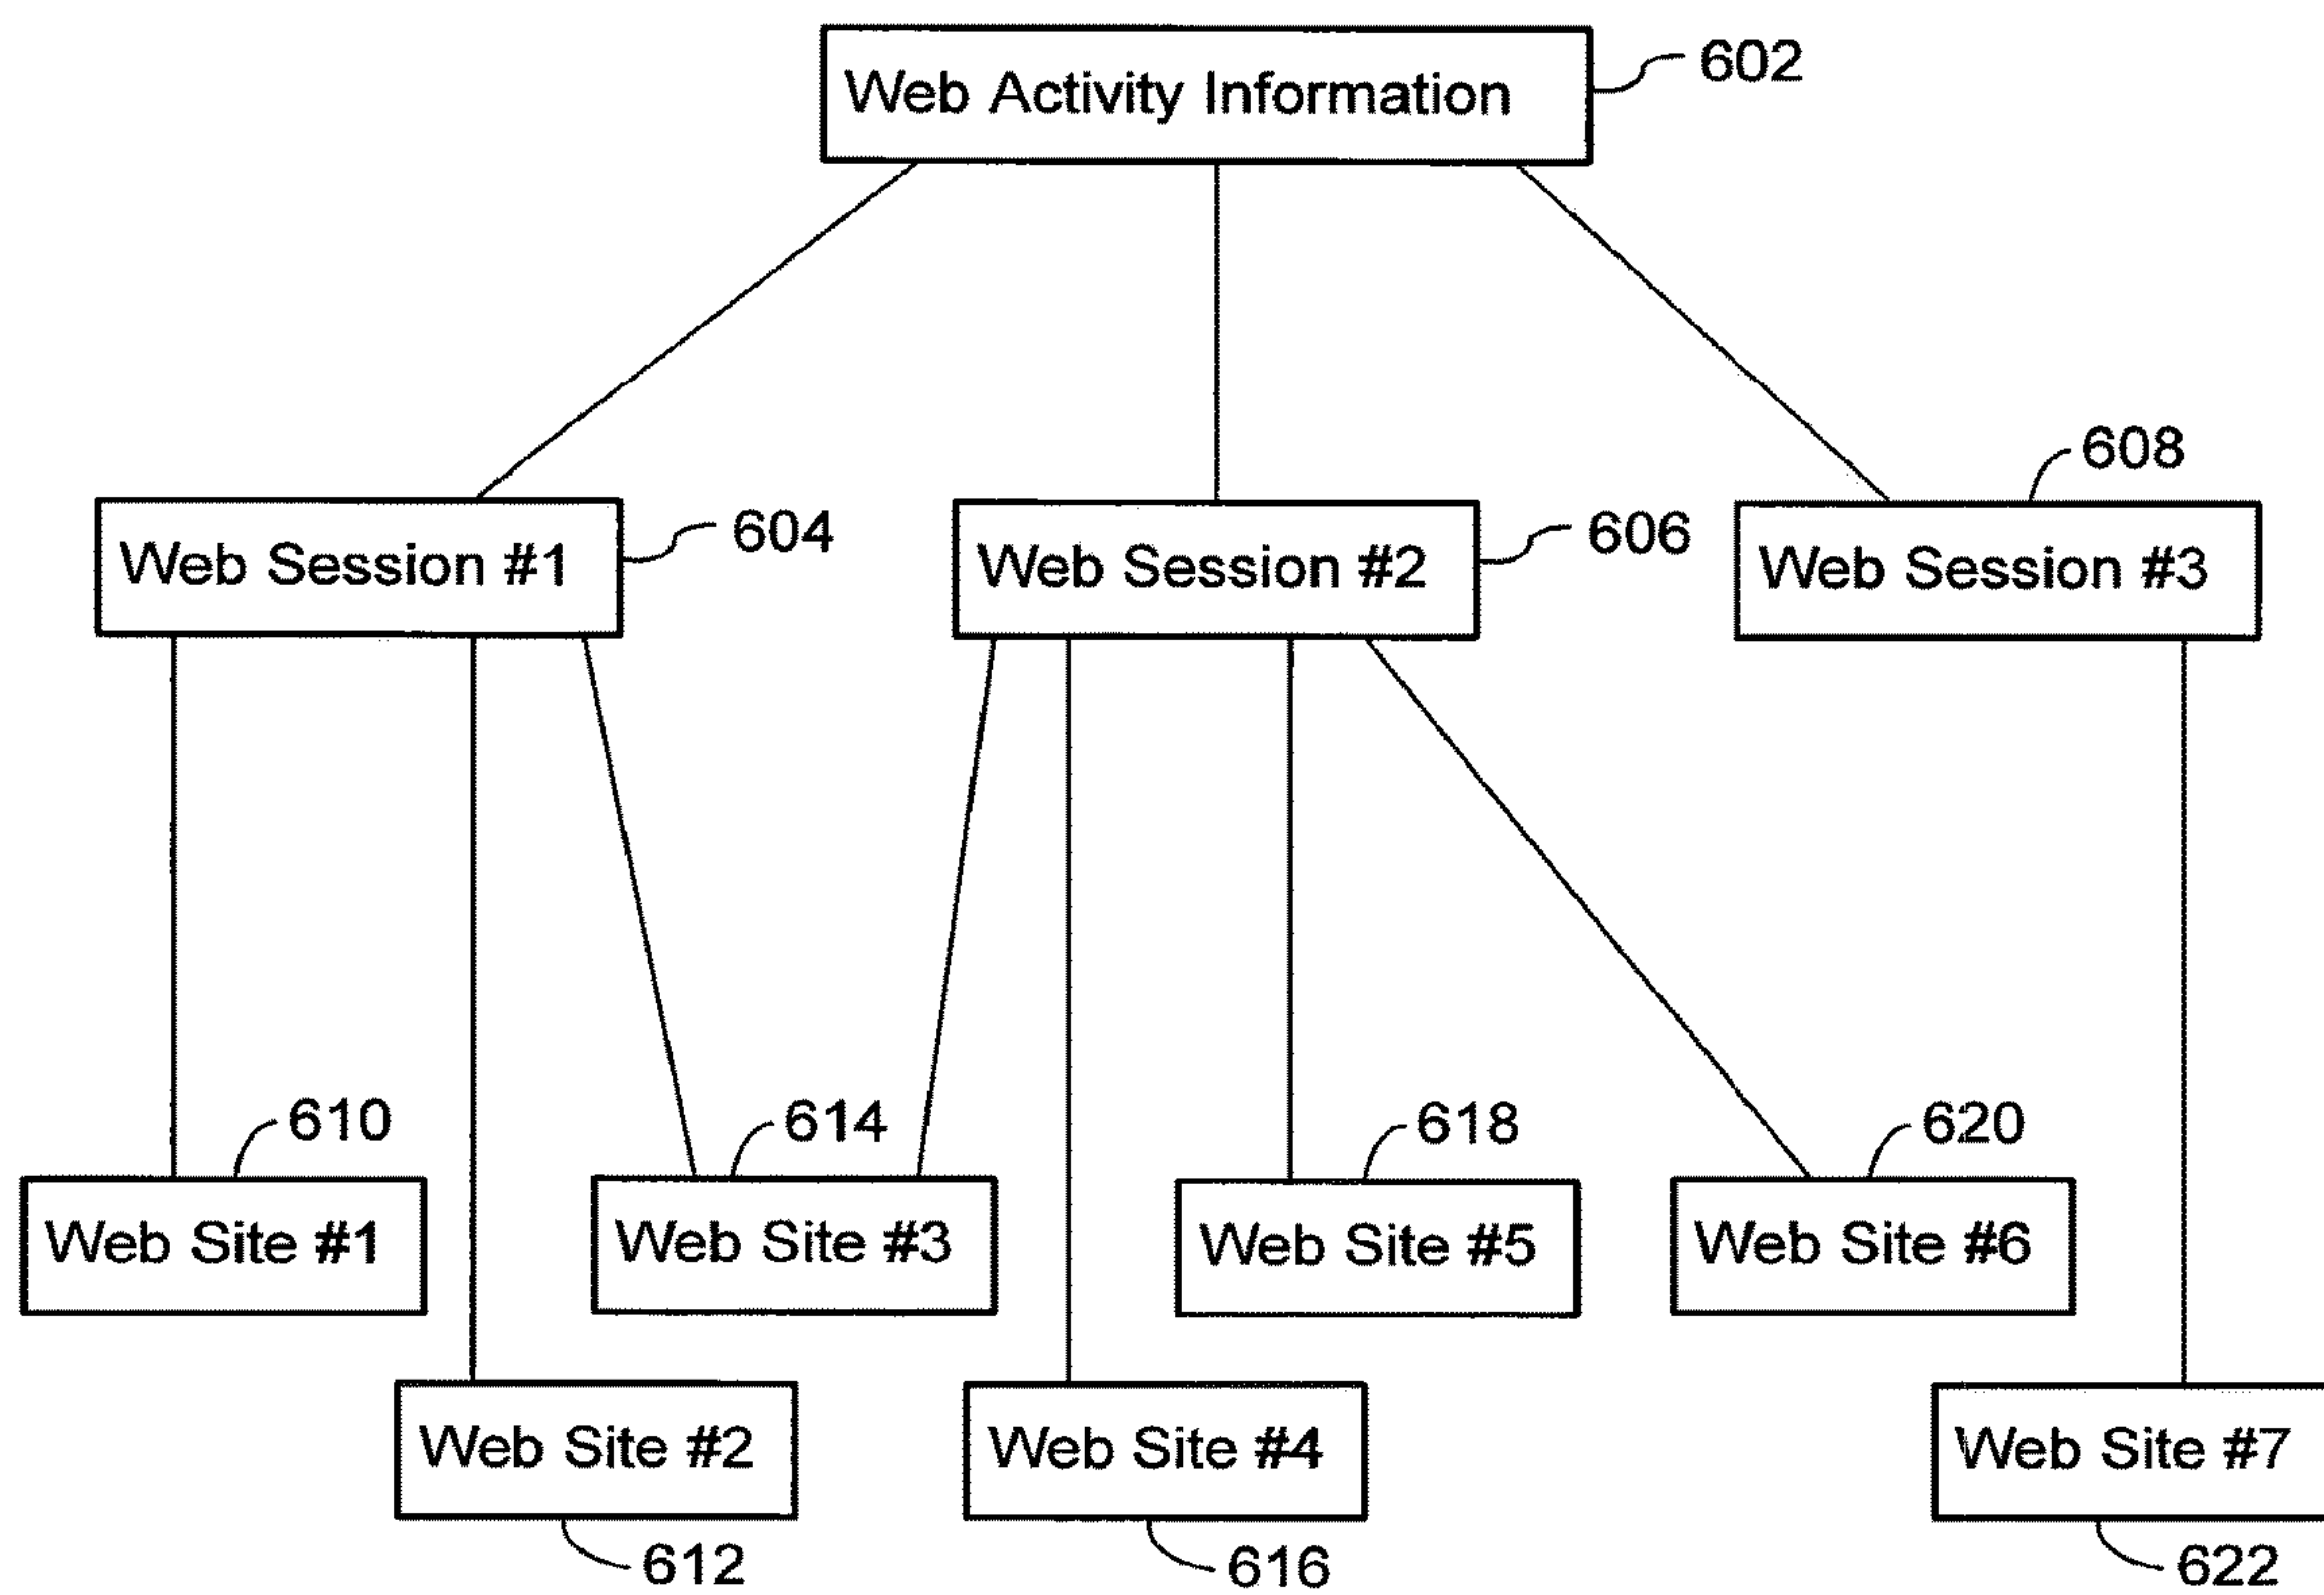 Web Activity Information
602
Web Session #1
604
Web Session #2
606
608
Web Session #3
610
Web Site #1
614
Web Site #3
618
Web Site #5
620
Web Site #6
Web Site #2
612
Web Site #4
616
Web Site #7
622